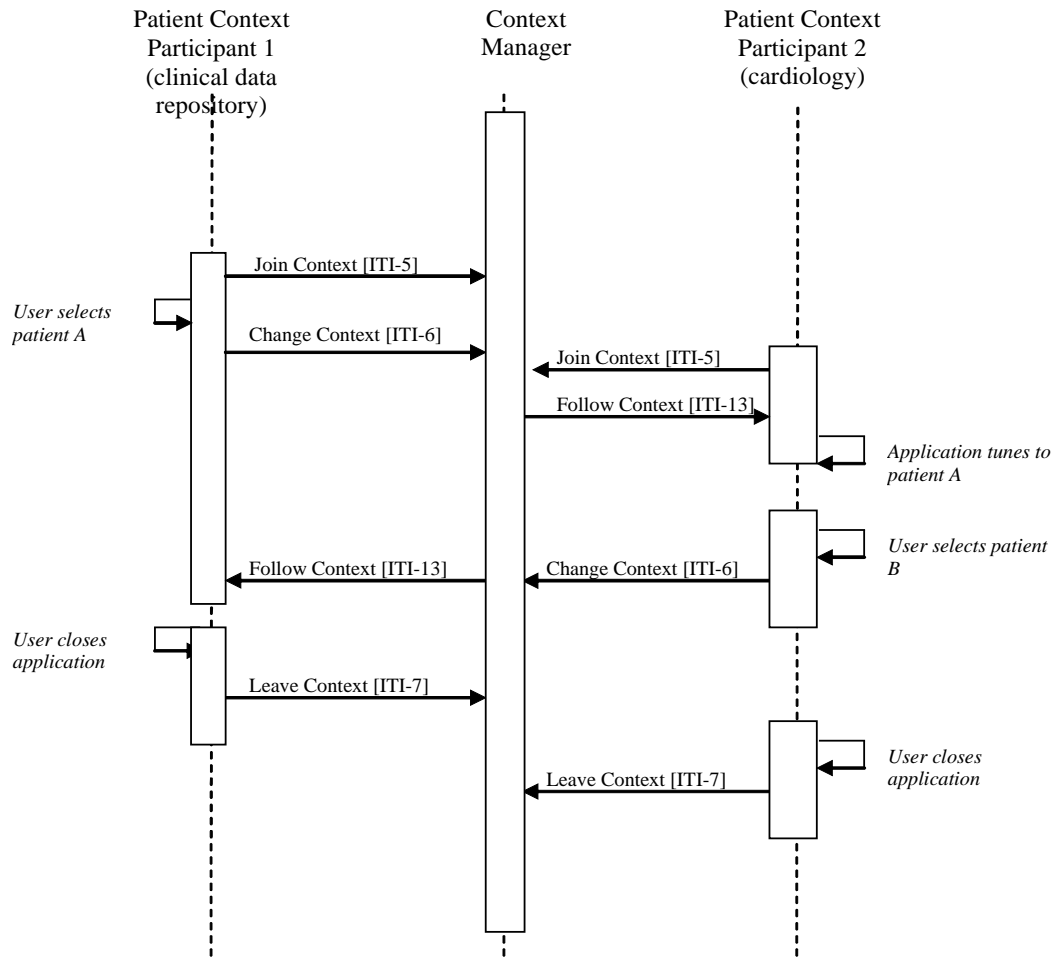 Patient Context
Participant 1
(clinical data
repository)
Context
Manager
Patient Context
Participant 2
(cardiology)
Join Context [ITI-5]
User selects
patient A
Change Context [ITI-6]
Join Context [ITI-5]
Follow Context [ITI-13]
Application tunes to
patient A
User selects patient
B
Follow Context [ITI-13]
Change Context [ITI-6]
User closes
application
Leave Context [ITI-7]
User closes
application
Leave Context [ITI-7]